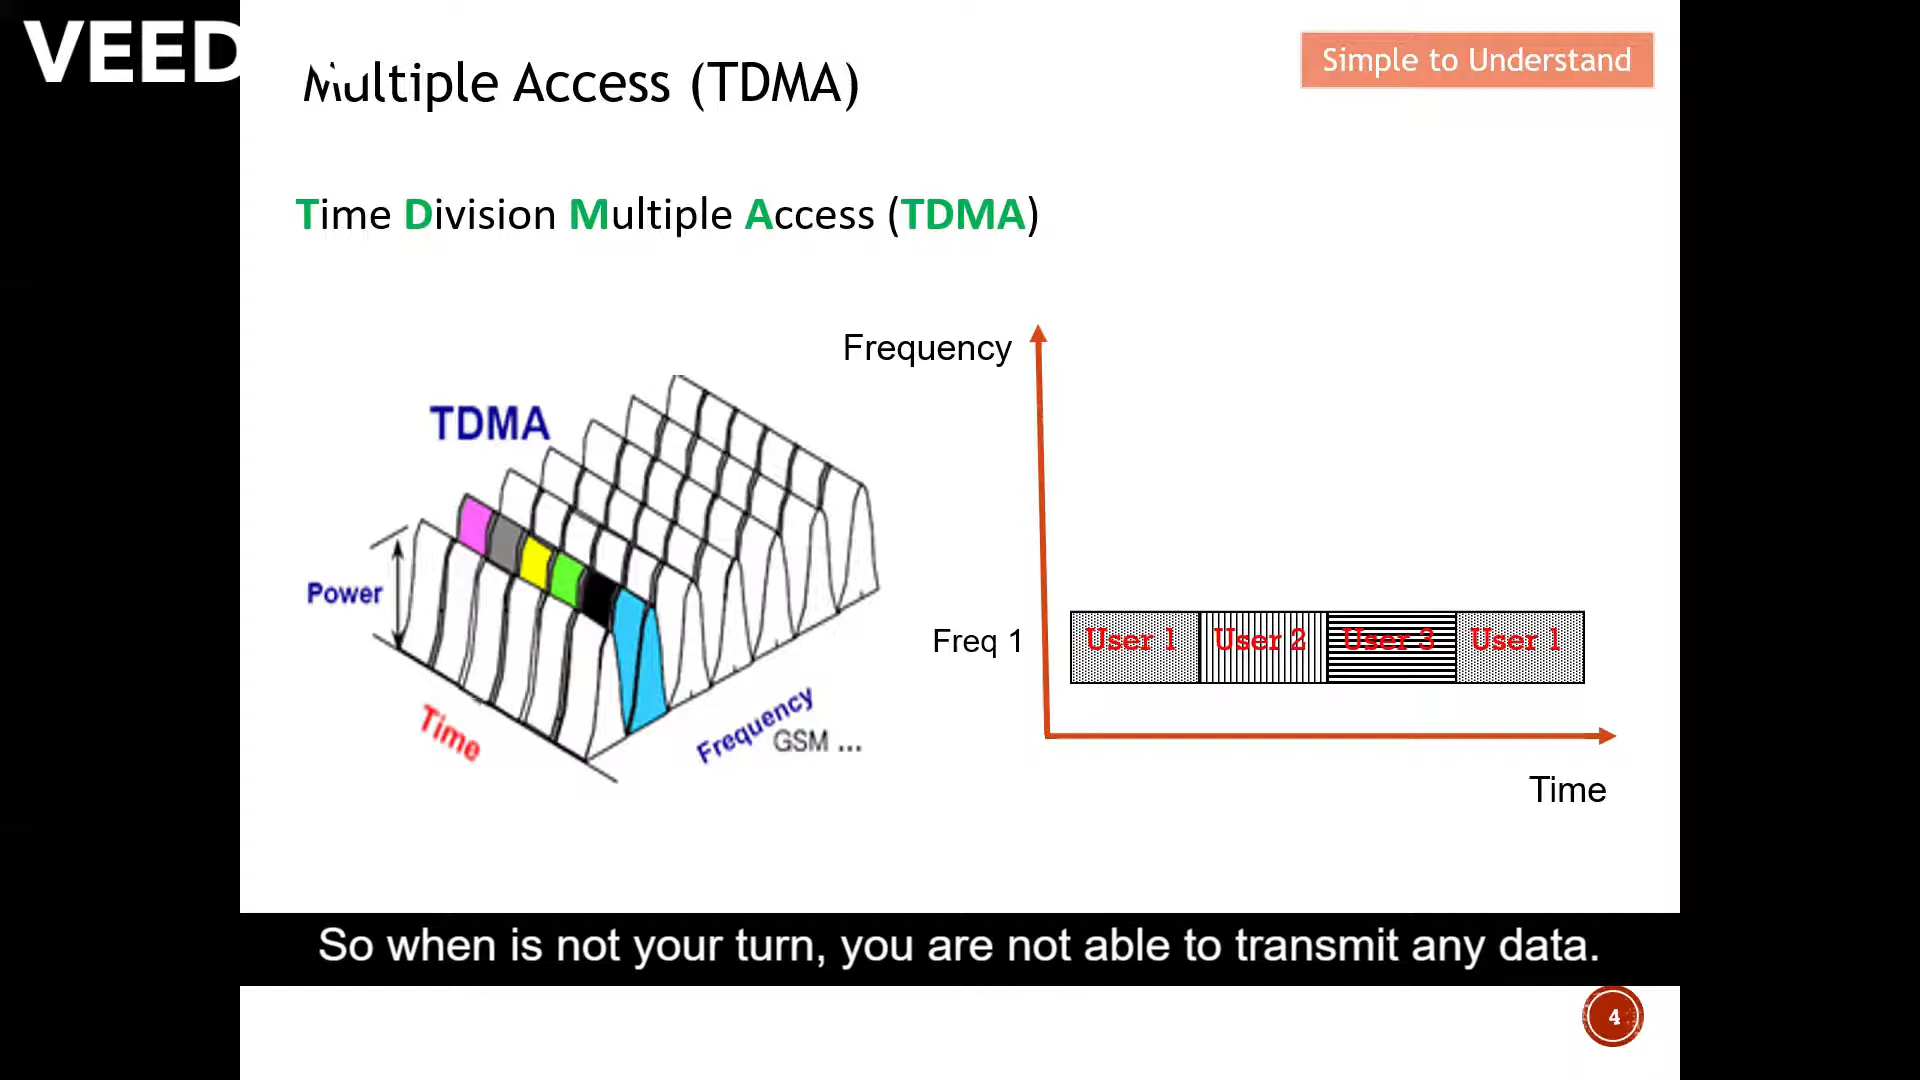 VEED
Multiple Access (TDMA)
Simple to Understand
Time Division Multiple Access (TDMA)
Frequency
TDMA
Power
Freq 1
User 1 User 2 User 3 User 1
Time
Frequency
GSM ...
Time
So when is not your turn, you are not able to transmit any data.
4